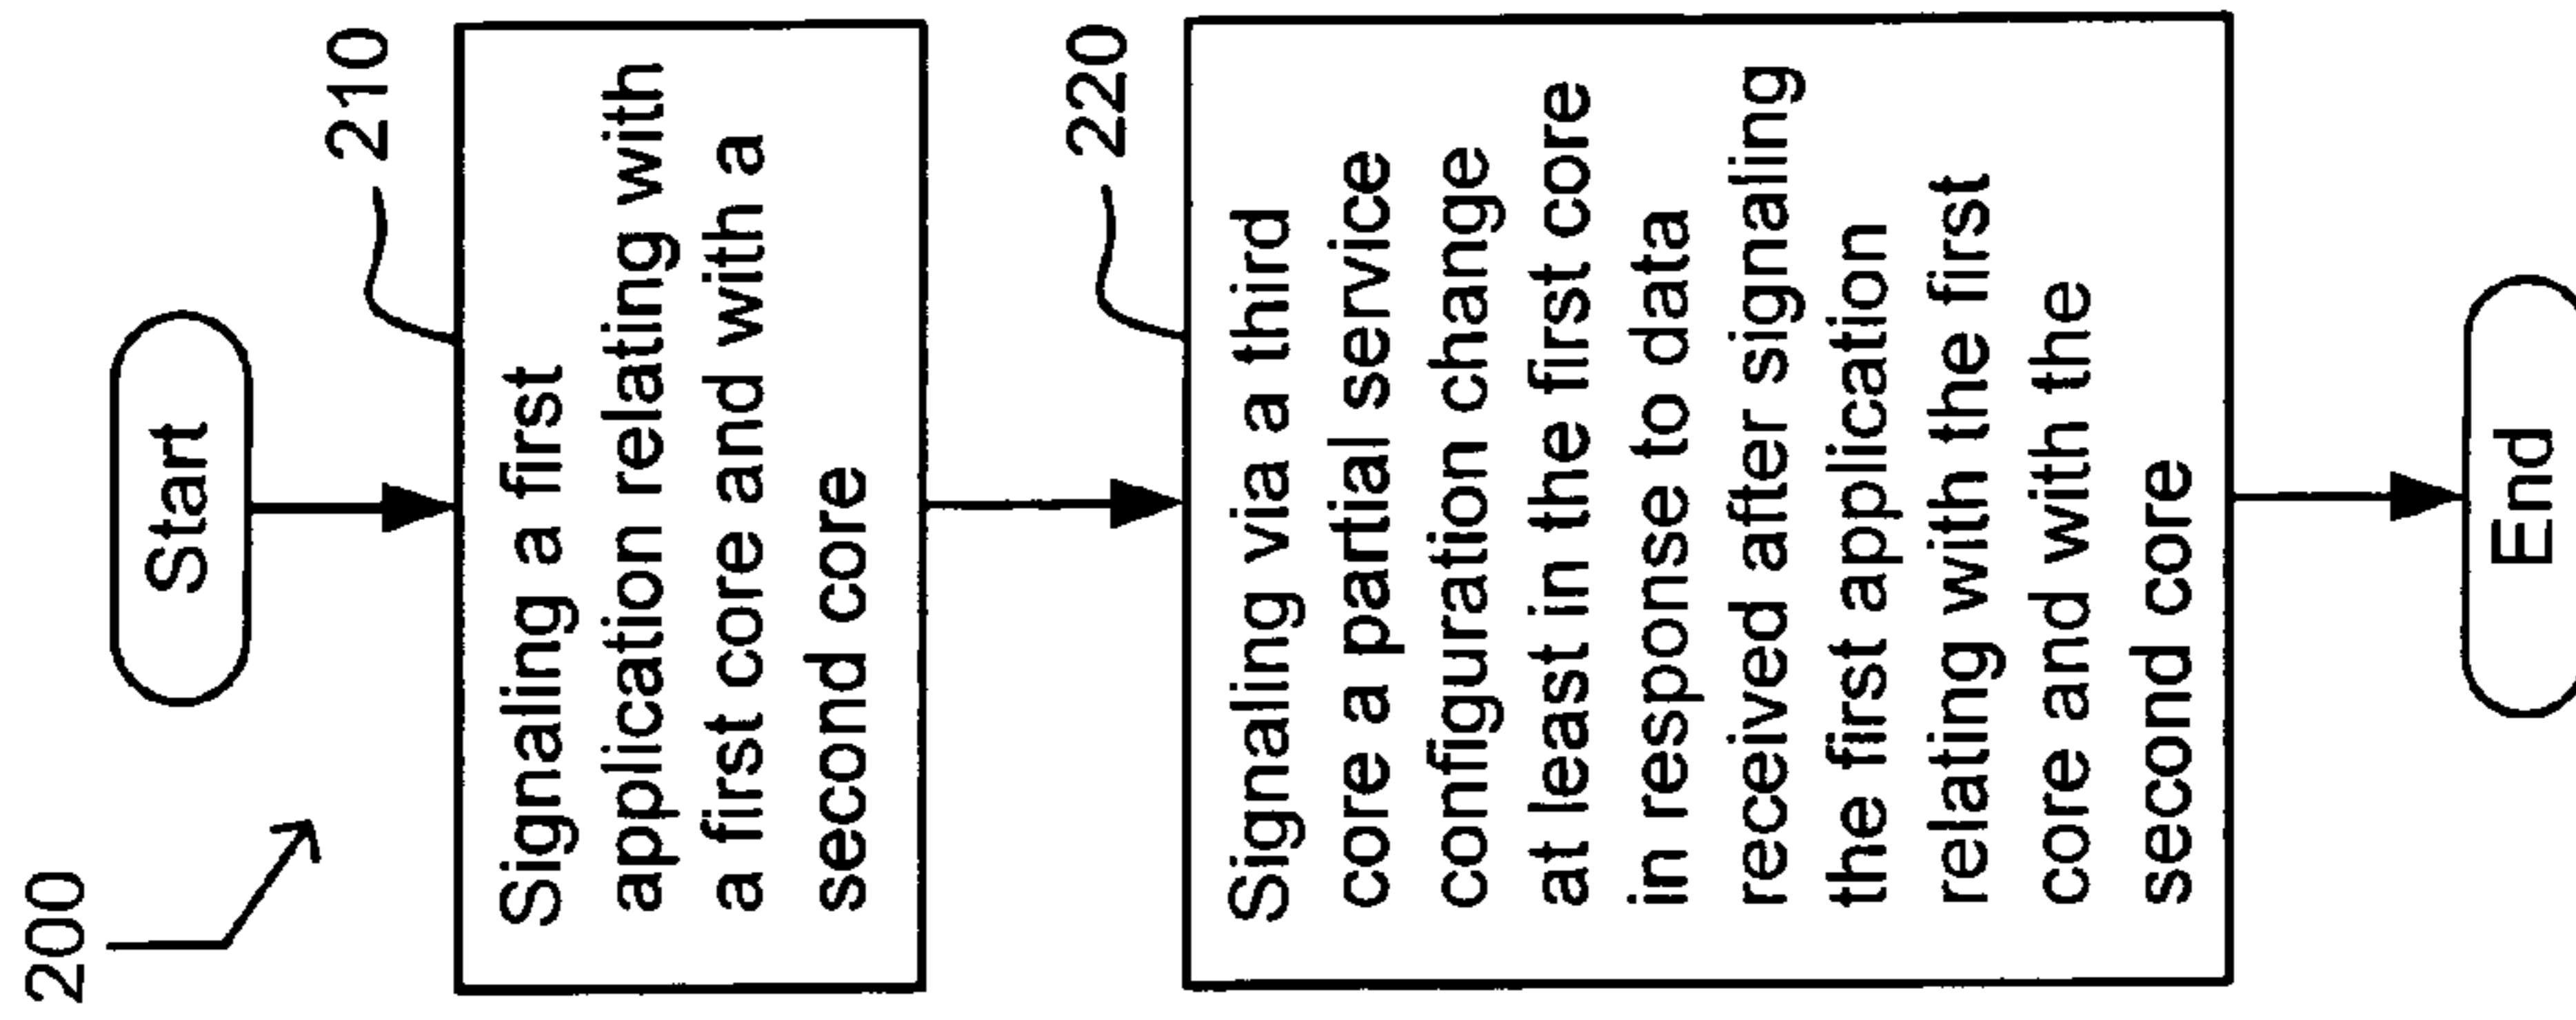 200
Start
210
Signaling a first
application relating with
a first core and with a
second core
220
Signaling via a third
core a partial service
configuration change
at least in the first core
in response to data
received after signaling
the first application
relating with the first
core and with the
second core
End